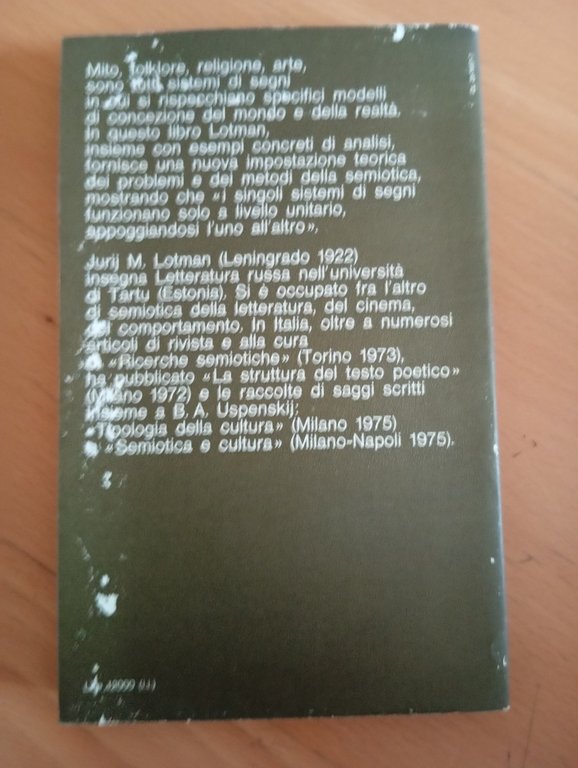 Mito, folklore, religione, arte,
sono tutti sistemi di segni
in cui si rispecchiano specifici modelli
di concezione del mondo e della realtà.
In questo libro Lotman,
insieme con esempi concreti di analisi,
fornisce una nuova impostazione teorica
dei problemi e dei metodi della semiotica,
mostrando che «i singoli sistemi di segni
funzionano solo a livello unitario,
appoggiandosi l'uno all'altro».
Jurij M. Lotman (Leningrado 1922)
insegna Letteratura russa nell'università
di Tartu (Estonia). Si è occupato fra l'altro
di semiotica della letteratura, del cinema,
del comportamento. In Italia, oltre a numerosi
articoli di rivista e alla cura
di «Ricerche semiotiche» (Torino 1973),
ha pubblicato «La struttura del testo poetico»
(Milano 1972) e le raccolte di saggi scritti
insieme a B. A. Uspenskij:
«Tipologia della cultura» (Milano 1975)
e «Semiotica e cultura» (Milano-Napoli 1975).